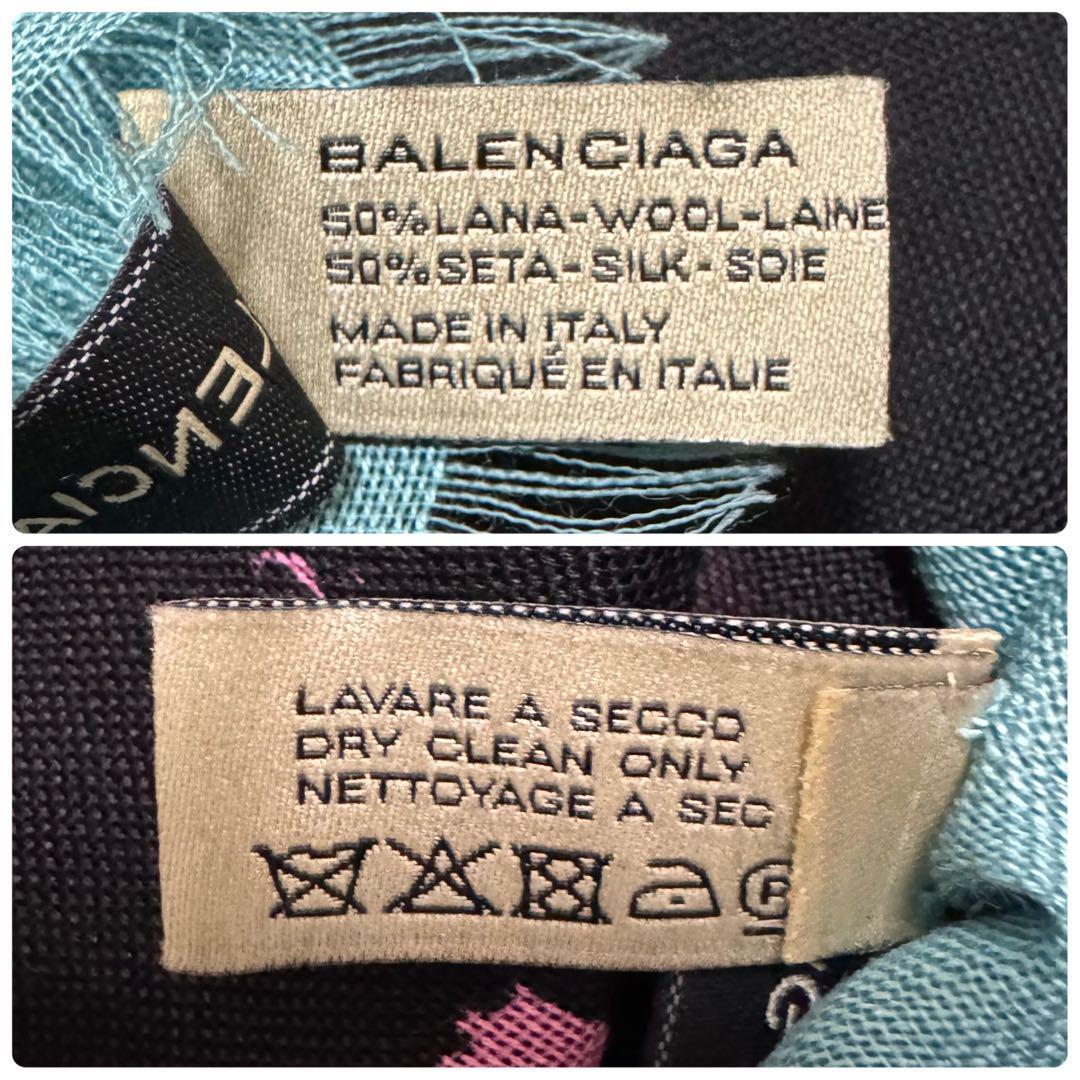 BALENCIAGA
50% LANA-WOOL-LAINE
50% SETA-SILK-SOIE
MADE IN ITALY
FABRIQUÉ EN ITALIE
LAVARE A SECCO
DRY CLEAN ONLY
NETTOYAGE A SEC
P